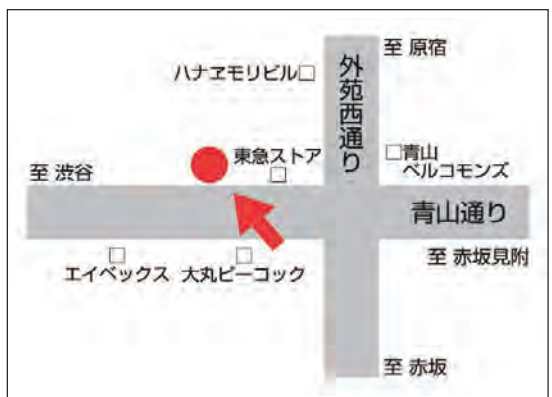 至 原宿
ハナヱモリビル
外苑西通り
東急ストア
青山
ベルコモンズ
至 渋谷
青山通り
エイベックス
大丸ピーコック
至 赤坂見附
至 赤坂